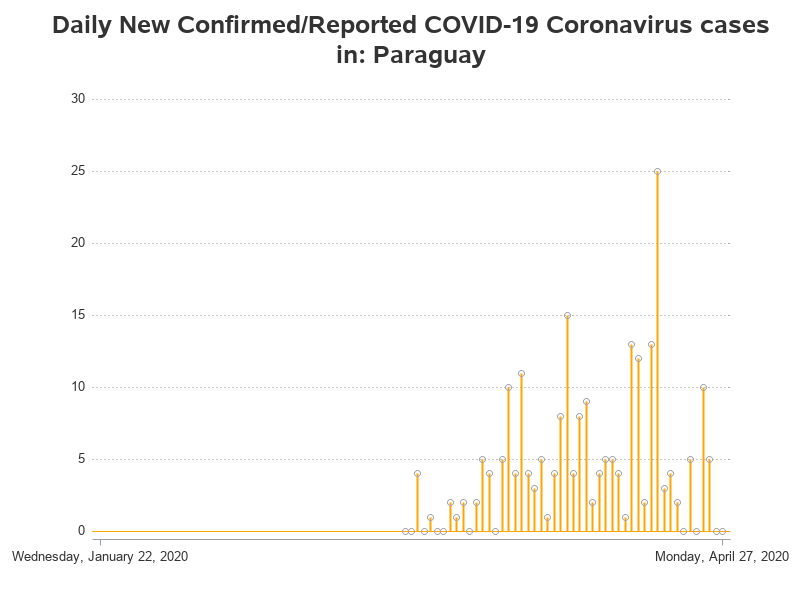 Daily New Confirmed/Reported COVID-19 Coronavirus cases
in: Paraguay
30
25
20
15
10
5
0
Wednesday, January 22, 2020
Monday, April 27, 2020